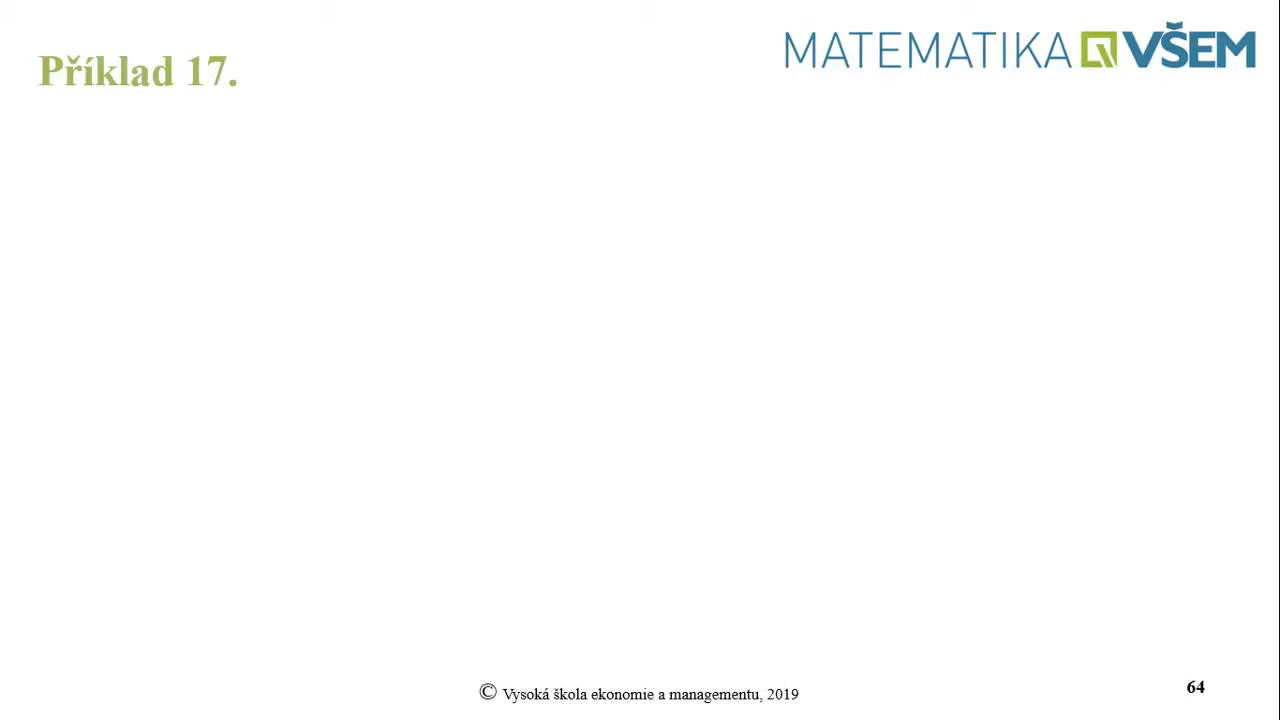 MATEMATIKA VŠEM
Příklad 17.
© Vysoká škola ekonomie a managementu, 2019
64